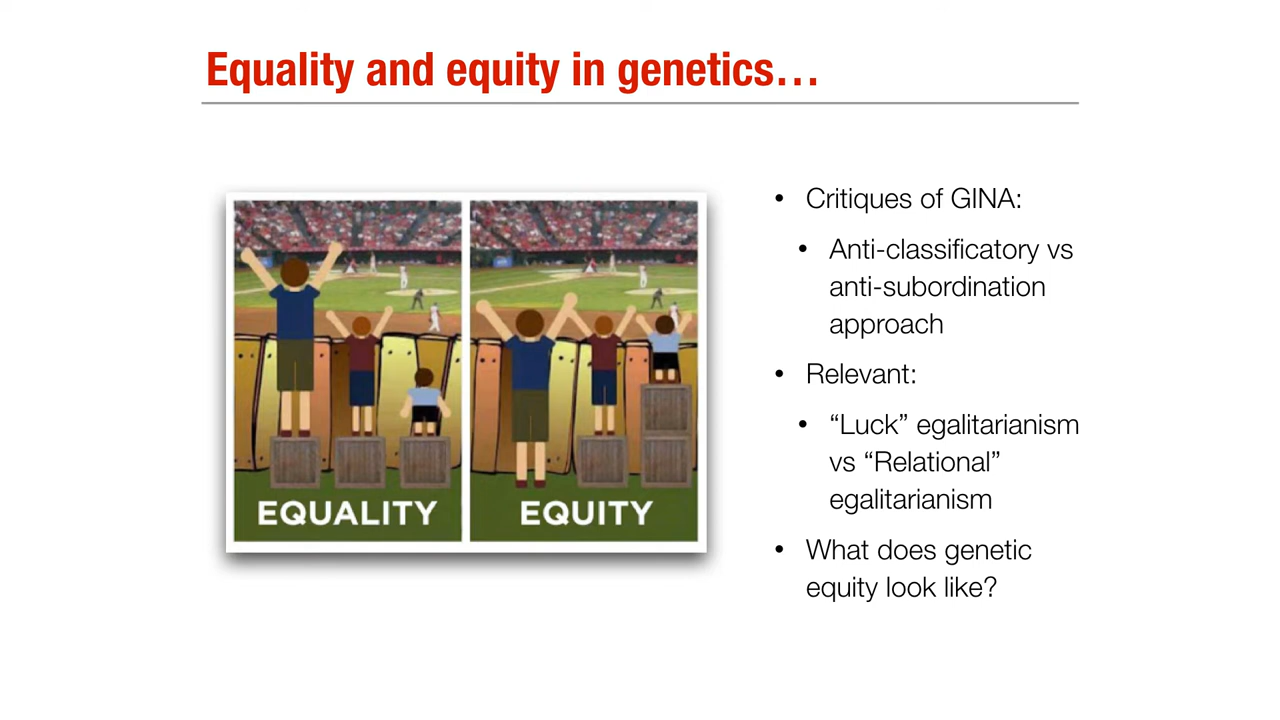 Equality and equity in genetics…
EQUALITY
EQUITY
• Critiques of GINA:
• Anti-classificatory vs
anti-subordination
approach
• Relevant:
• “Luck” egalitarianism
vs “Relational”
egalitarianism
• What does genetic
equity look like?